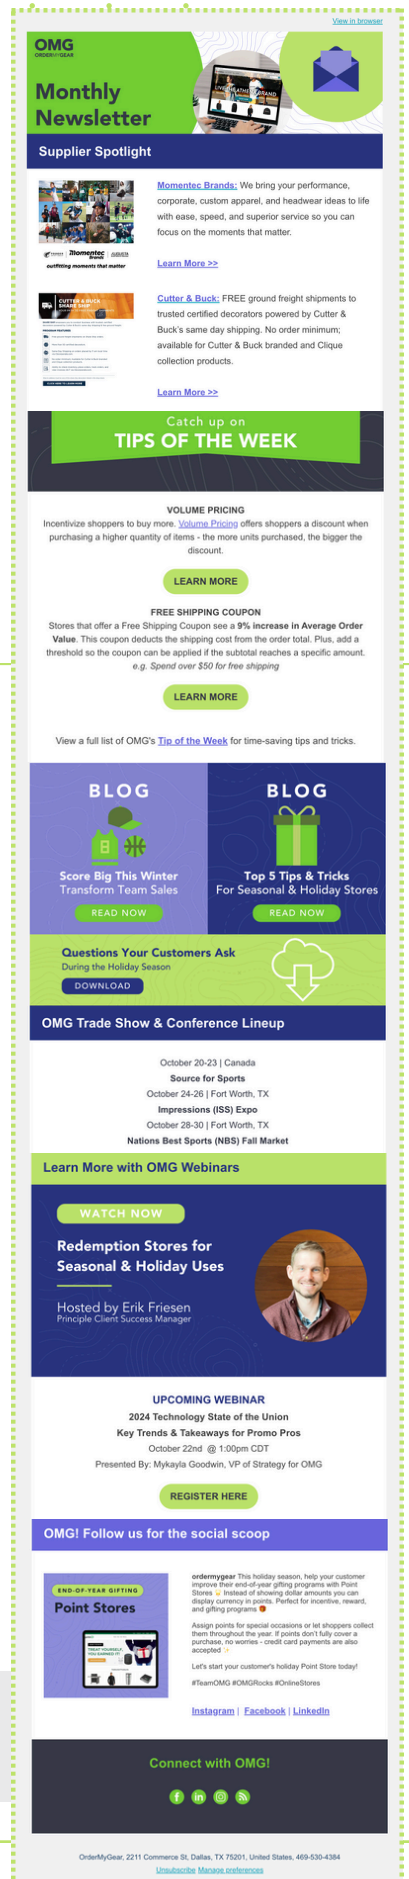 View in browser
OMG
ORDERMYGEAR
Monthly
Newsletter
Supplier Spotlight
Momentec Brands: We bring your performance,
corporate, custom apparel, and headwear ideas to life
with ease, speed, and superior service so you can
focus on the moments that matter.
Learn More >>
momentec
Brands
AUGUSTA
outfitting moments that matter
CUTTER & BUCK
SHARE SHIP
Cutter & Buck: FREE ground freight shipments to
trusted certified decorators powered by Cutter &
Buck's same day shipping. No order minimum;
available for Cutter & Buck branded and Clique
collection products.
Learn More >>
Catch up on
TIPS OF THE WEEK
VOLUME PRICING
Incentivize shoppers to buy more. Volume Pricing offers shoppers a discount when
purchasing a higher quantity of items - the more units purchased, the bigger the
discount.
LEARN MORE
FREE SHIPPING COUPON
Stores that offer a Free Shipping Coupon see a 9% increase in Average Order
Value. This coupon deducts the shipping cost from the order total. Plus, add a
threshold so the coupon can be applied if the subtotal reaches a specific amount.
e.g. Spend over $50 for free shipping
LEARN MORE
View a full list of OMG's Tip of the Week for time-saving tips and tricks.
BLOG
Score Big This Winter
Transform Team Sales
READ NOW
BLOG
Top 5 Tips & Tricks
For Seasonal & Holiday Stores
READ NOW
Questions Your Customers Ask
During the Holiday Season
DOWNLOAD
OMG Trade Show & Conference Lineup
October 20-23 | Canada
Source for Sports
October 24-26 | Fort Worth, TX
Impressions (ISS) Expo
October 28-30 | Fort Worth, TX
Nations Best Sports (NBS) Fall Market
Learn More with OMG Webinars
WATCH NOW
Redemption Stores for
Seasonal & Holiday Uses
Hosted by Erik Friesen
Principle Client Success Manager
UPCOMING WEBINAR
2024 Technology State of the Union
Key Trends & Takeaways for Promo Pros
October 22nd @ 1:00pm CDT
Presented By: Mykayla Goodwin, VP of Strategy for OMG
REGISTER HERE
OMG! Follow us for the social scoop
END-OF-YEAR GIFTING
Point Stores
TREAT YOURSELF,
YOU EARNED IT!
ordermygear This holiday season, help your customer
improve their end-of-year gifting programs with Point
Stores 🏆 Instead of showing dollar amounts you can
display currency in points. Perfect for incentive, reward,
and gifting programs 🎁
Assign points for special occasions or let shoppers collect
them throughout the year. If points don't fully cover a
purchase, no worries - credit card payments are also
accepted ✨
Let's start your customer's holiday Point Store today!
#TeamOMG #OMGRocks #OnlineStores
Instagram | Facebook | LinkedIn
Connect with OMG!
OrderMyGear, 2211 Commerce St, Dallas, TX 75201, United States, 469-530-4384
Unsubscribe Manage preferences